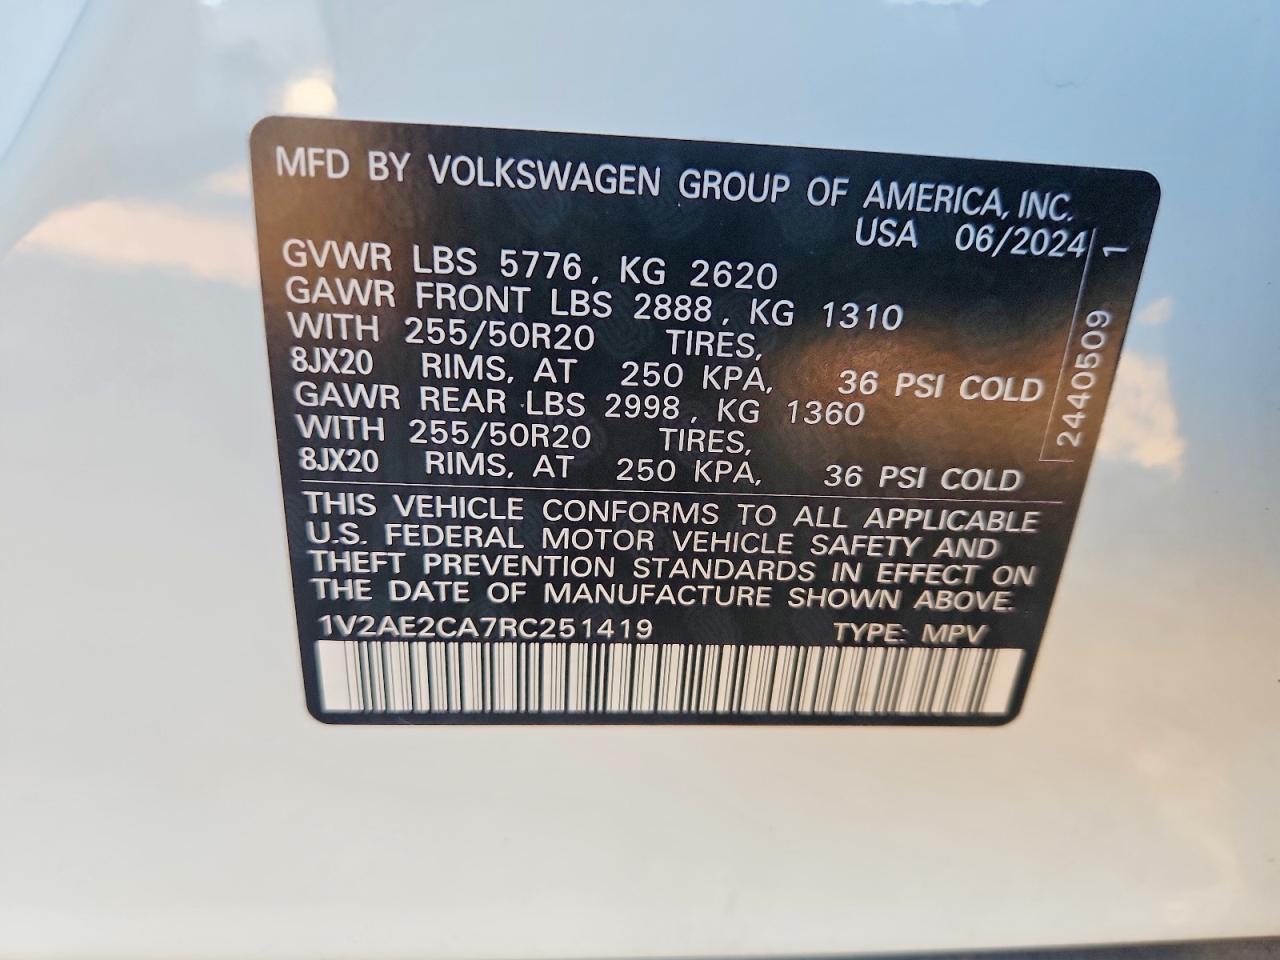 MFD BY VOLKSWAGEN GROUP OF AMERICA, INC.
USA 06/2024
GVWR LBS 5776, KG 2620
GAWR FRONT LBS 2888, KG 1310
WITH 255/50R20 TIRES,
8JX20 RIMS, AT 250 KPA, 36 PSI COLD
GAWR REAR LBS 2998, KG 1360
WITH 255/50R20 TIRES,
8JX20 RIMS, AT 250 KPA, 36 PSI COLD
2440509 1
THIS VEHICLE CONFORMS TO ALL APPLICABLE
U.S. FEDERAL MOTOR VEHICLE SAFETY AND
THEFT PREVENTION STANDARDS IN EFFECT ON
THE DATE OF MANUFACTURE SHOWN ABOVE.
1V2AE2CA7RC251419 TYPE: MPV